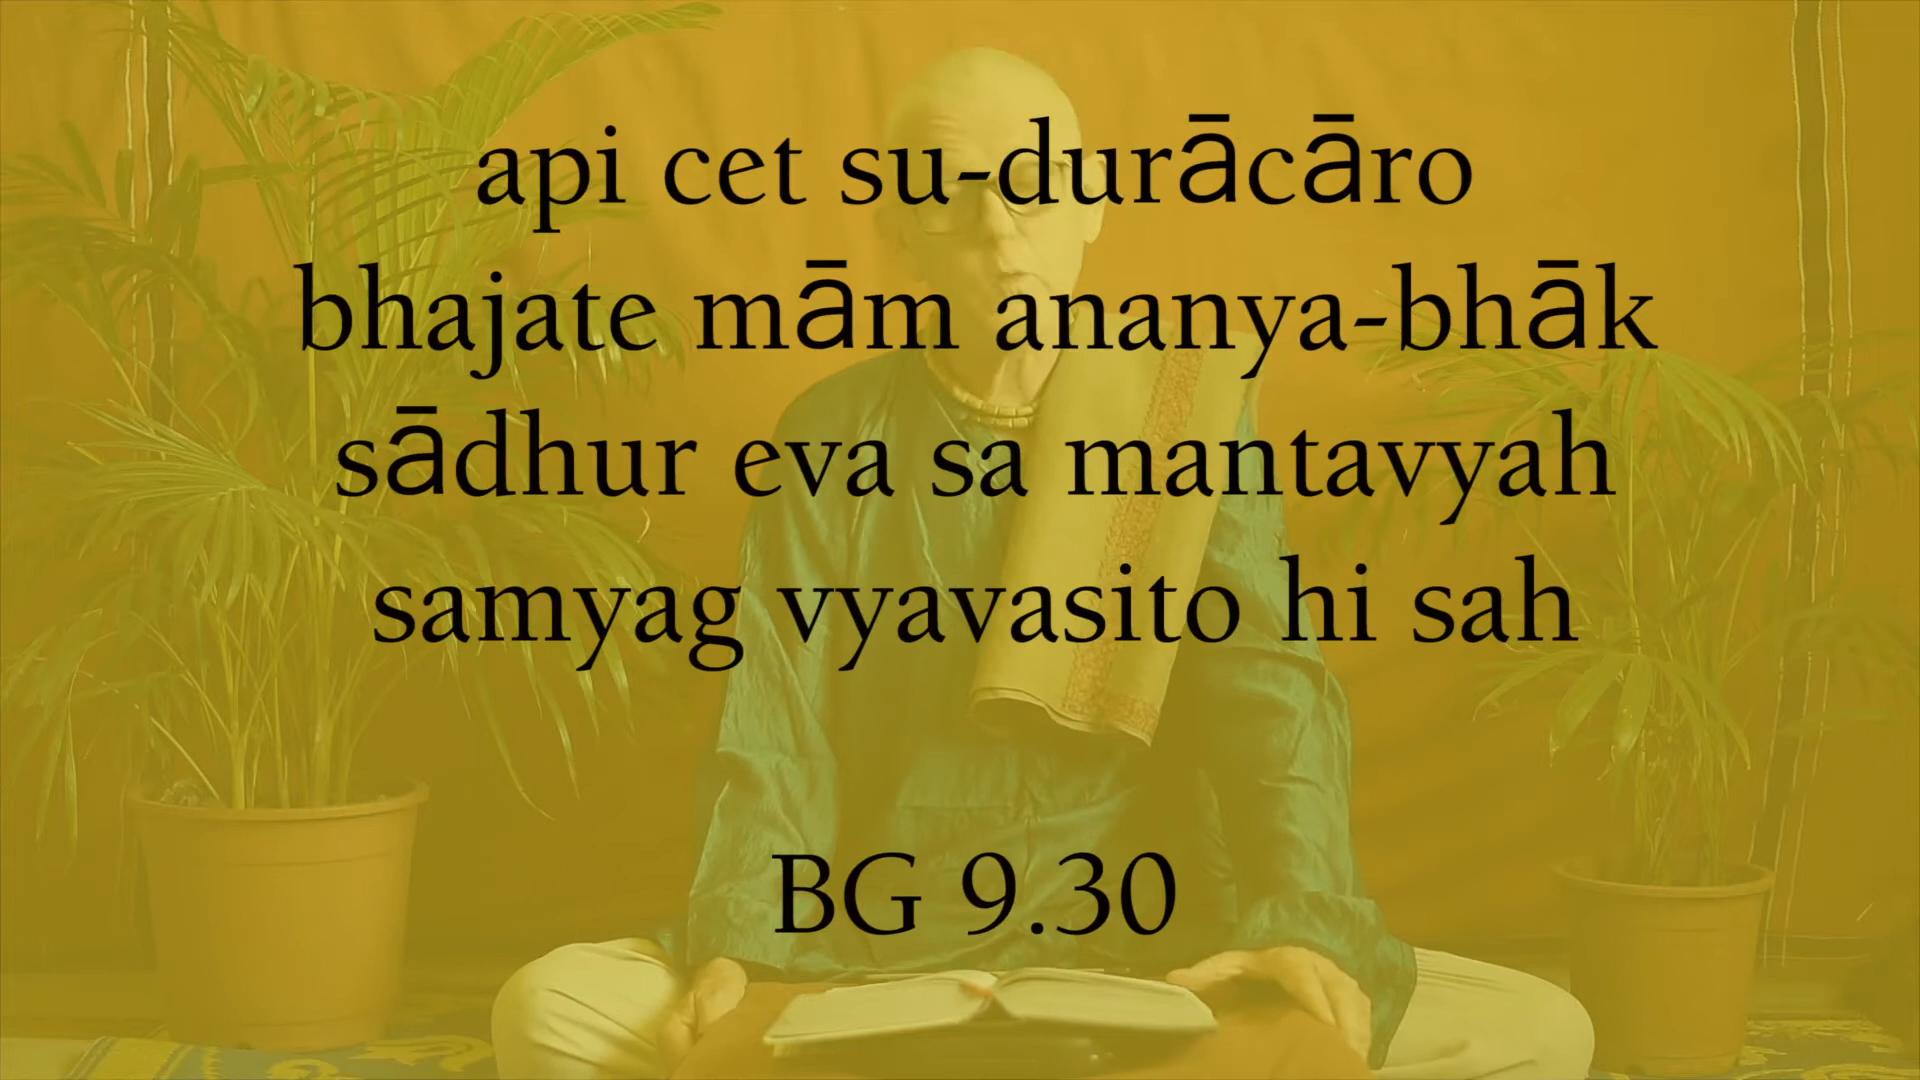 api cet su-durācāro
bhajate mām ananya-bhāk
sādhur eva sa mantavyah
samyag vyavasito hi sah
BG 9.30